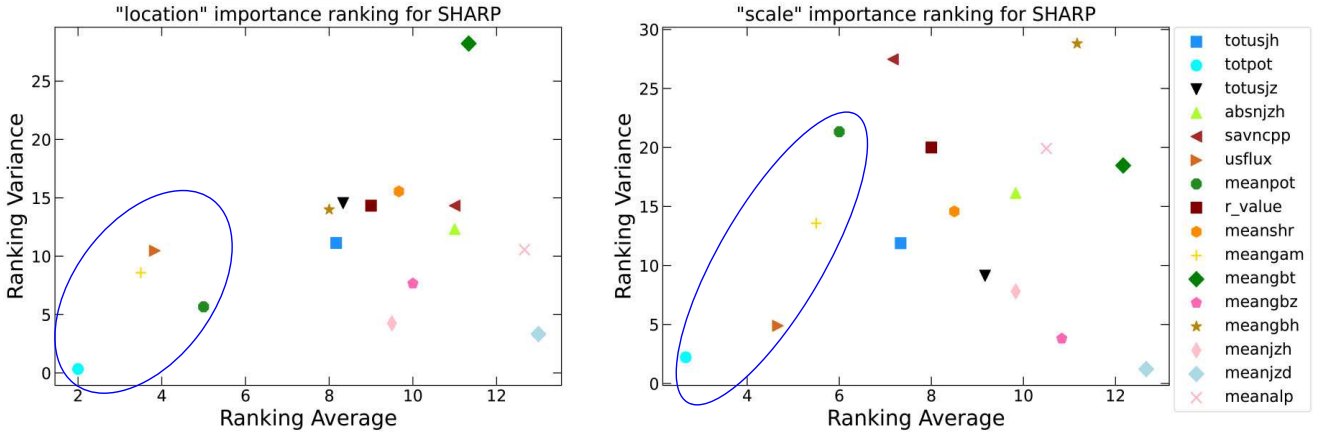 "location" importance ranking for SHARP
Ranking Variance
25
20
15
10
5
0
2 4 6 8 10 12
Ranking Average
"scale" importance ranking for SHARP
Ranking Variance
30
25
20
15
10
5
0
4 6 8 10 12
Ranking Average
totusjh
totpot
totusjz
absnjzh
savncpp
usflux
meanpot
r_value
meanshr
meangam
meangbt
meangbz
meangbh
meanjzh
meanjzd
meanalp